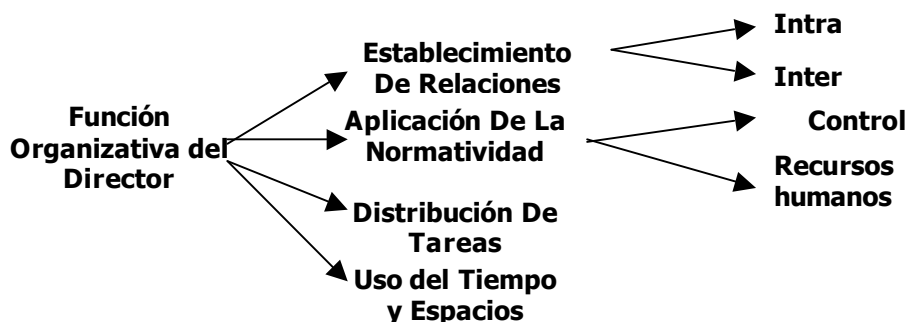 Función
Organizativa del
Director
Establecimiento
De Relaciones
Aplicación De La
Normatividad
Distribución De
Tareas
Uso del Tiempo
y Espacios
Intra
Inter
Control
Recursos
humanos